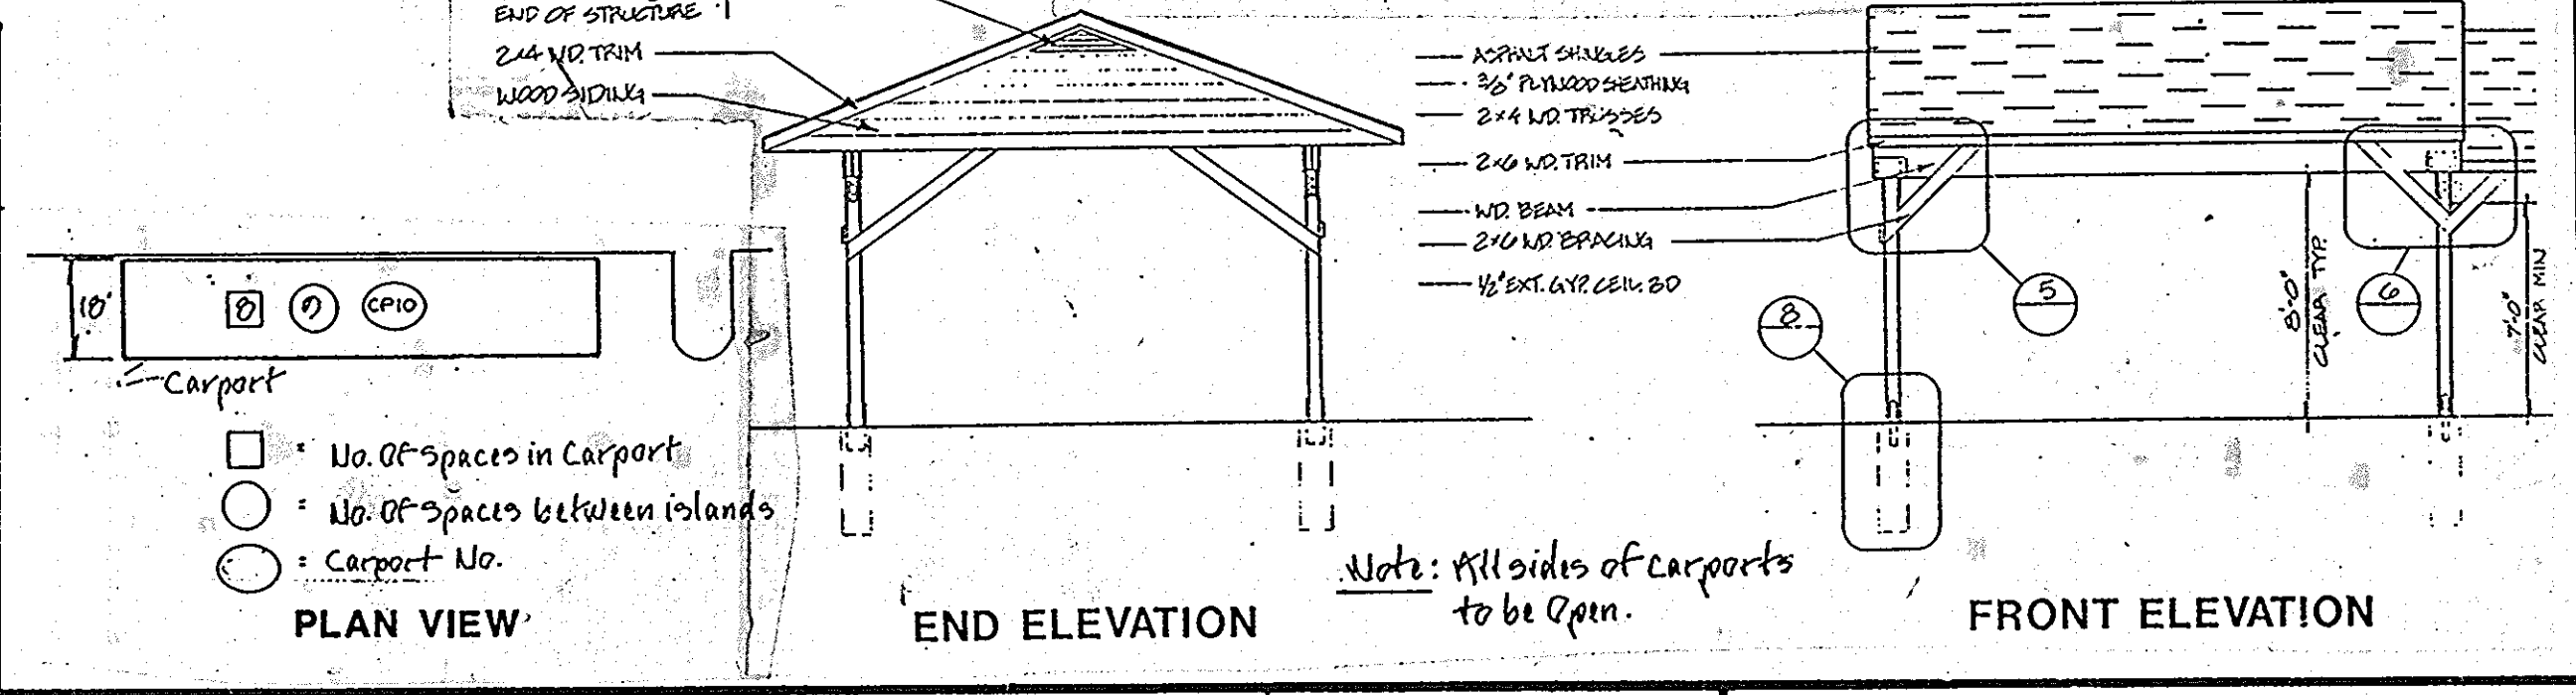 END OF STRUCTURE
2x4 WD. TRIM
WOOD SIDING
18'
8
9
CP10
Carport
= No. Of spaces in Carport
= No. Of spaces between islands
= Carport No.
PLAN VIEW
END ELEVATION
Note: All sides of carports
to be Open.
ASPHALT SHINGLES
3/8" PLYWOOD SEATHING
2x4 WD. TRUSSES
2x6 WD. TRIM
WD. BEAM
2x6 WD. BRACING
1/2" EXT. GYP. CEIL. BD
8
5
6
8'-0"
CLEAR TYP.
7'-0"
CLEAR MIN
FRONT ELEVATION